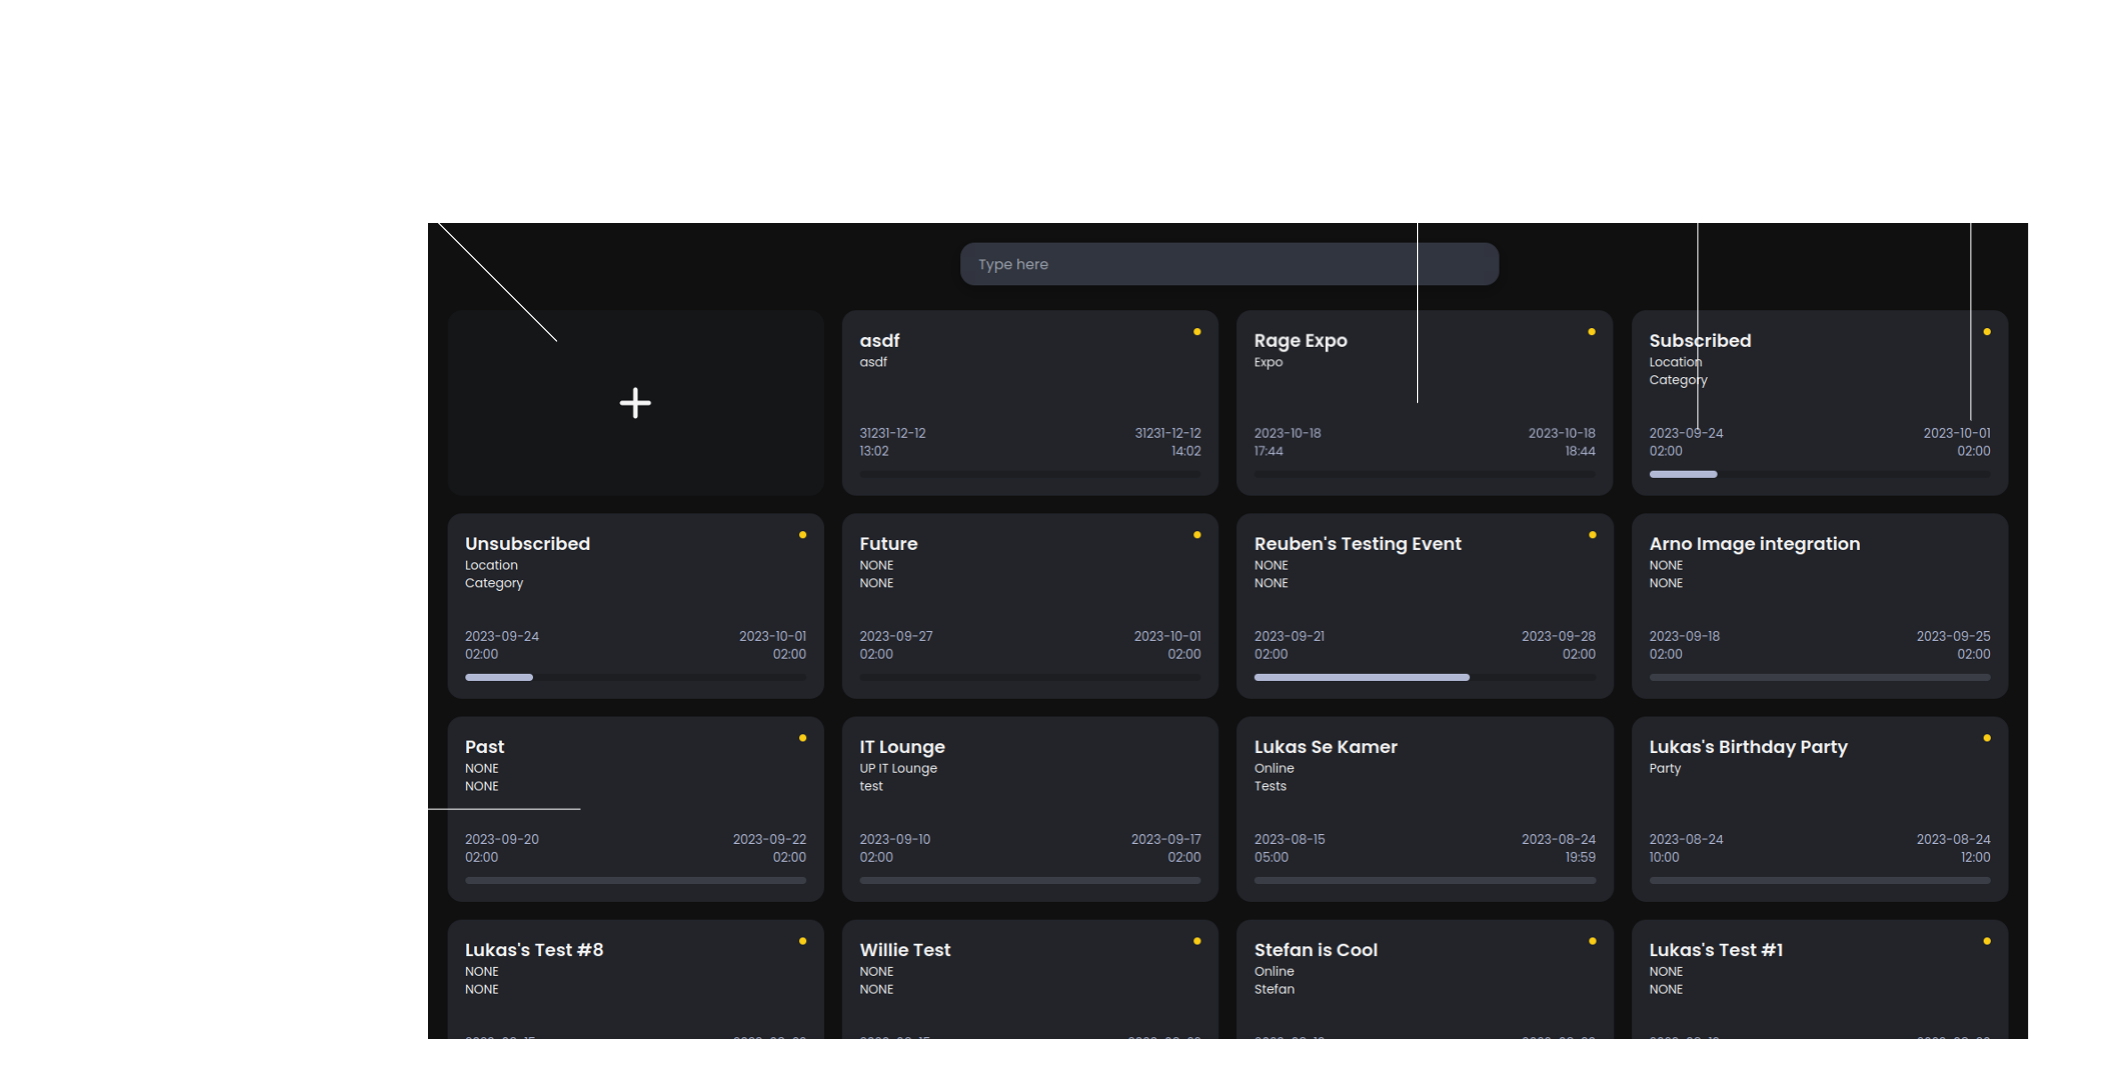 Type here
asdf
asdf
31231-12-12 31231-12-12
13:02 14:02
Rage Expo
Expo
2023-10-18 2023-10-18
17:44 18:44
Subscribed
Location
Category
2023-09-24 2023-10-01
02:00 02:00
Unsubscribed
Location
Category
2023-09-24 2023-10-01
02:00 02:00
Future
NONE
NONE
2023-09-27 2023-10-01
02:00 02:00
Reuben's Testing Event
NONE
NONE
2023-09-21 2023-09-28
02:00 02:00
Arno Image integration
NONE
NONE
2023-09-18 2023-09-25
02:00 02:00
Past
NONE
NONE
2023-09-20 2023-09-22
02:00 02:00
IT Lounge
UP IT Lounge
test
2023-09-10 2023-09-17
02:00 02:00
Lukas Se Kamer
Online
Tests
2023-08-15 2023-08-24
05:00 19:59
Lukas's Birthday Party
Party
2023-08-24 2023-08-24
10:00 12:00
Lukas's Test #8
NONE
NONE
Willie Test
NONE
NONE
Stefan is Cool
Online
Stefan
Lukas's Test #1
NONE
NONE